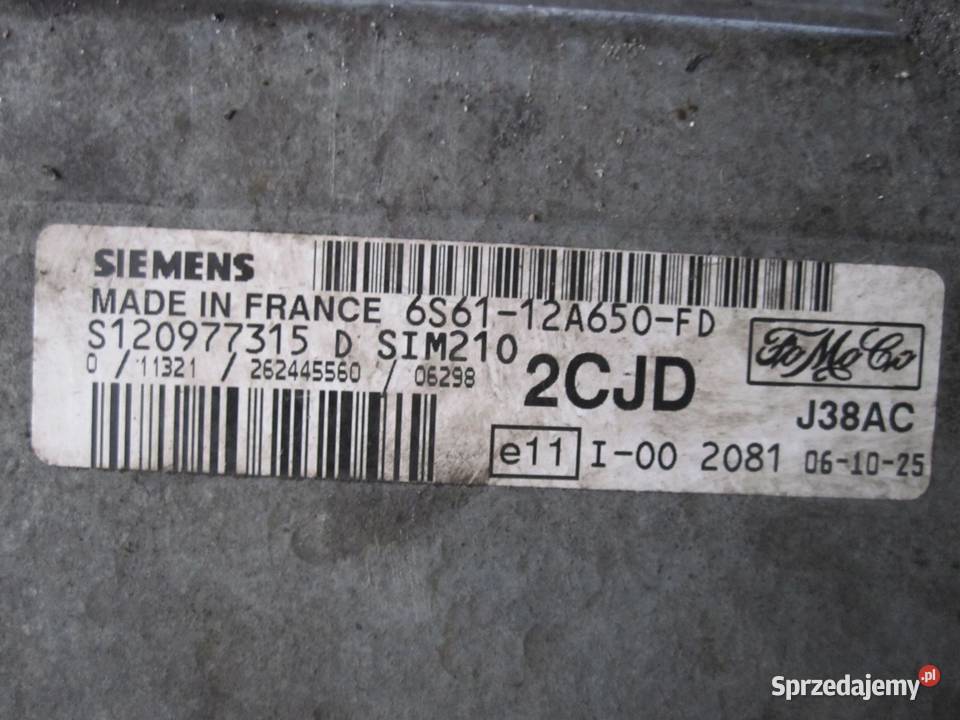 SIEMENS
MADE IN FRANCE 6S61-12A650-FD
S120977315 D SIM210
0 / 11321 / 262445560 / 06298
2CJD
FoMoCo
J38AC
e11 I-00 2081 06-10-25
Sprzedajemy.pl